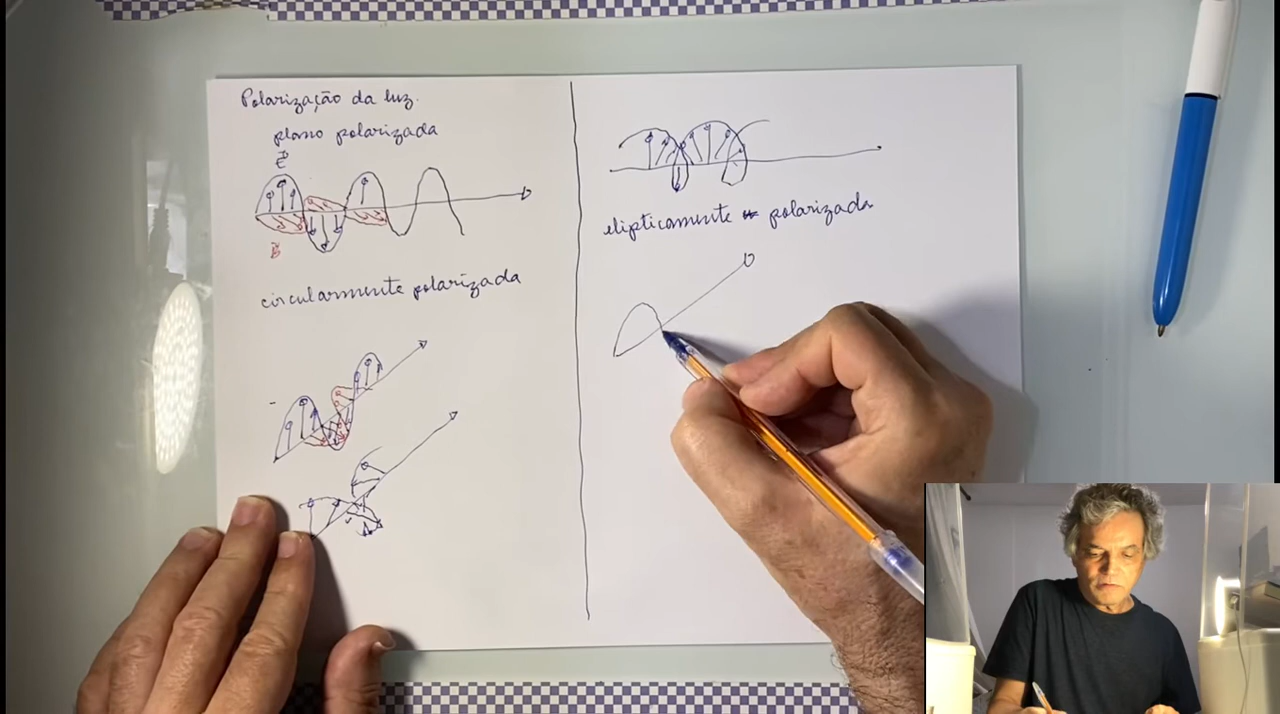 Polarização da luz.
plano polarizada
E
B
circularmente polarizada
elipticamente polarizada